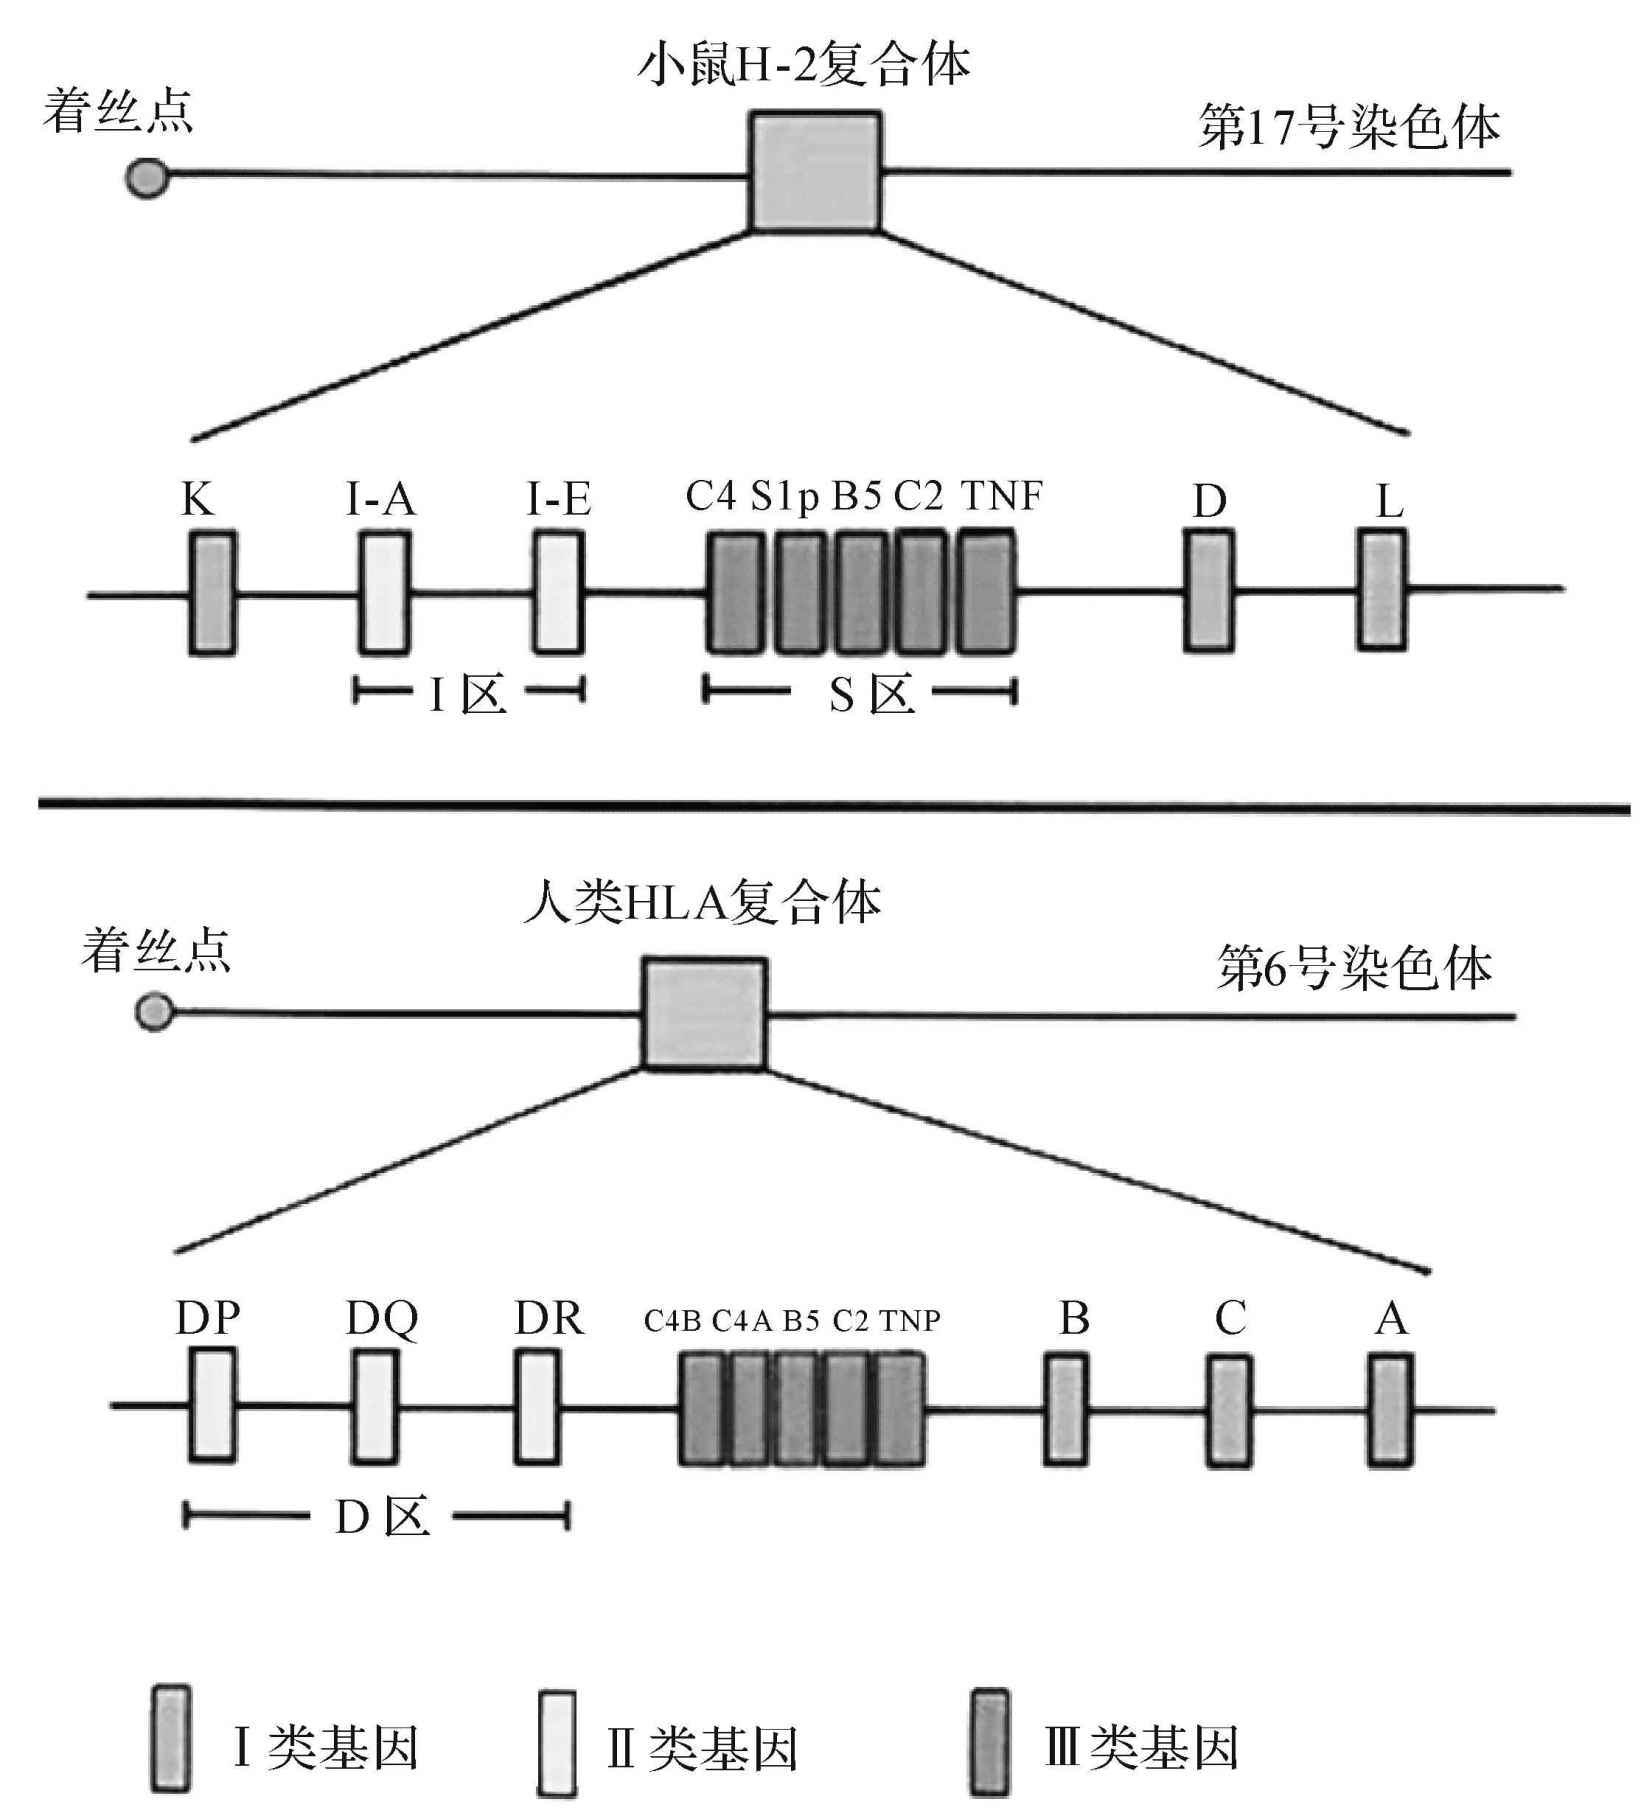 小鼠H-2复合体
着丝点
第17号染色体
K I-A I-E C4 S1p B5 C2 TNF D L
I 区 S 区
人类HLA复合体
着丝点
第6号染色体
DP DQ DR C4B C4A B5 C2 TNP B C A
D 区
Ⅰ 类基因 Ⅱ 类基因 Ⅲ 类基因